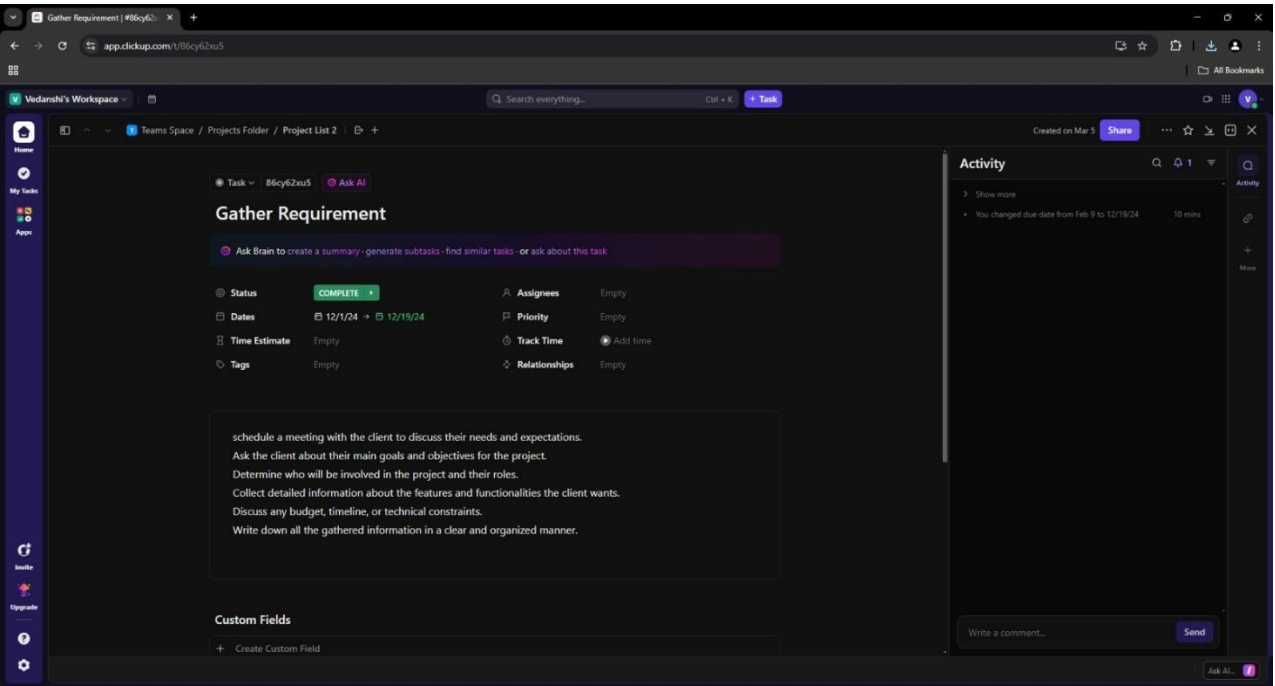 Gather Requirement | #86cy62
app.clickup.com/t/86cy62xu5
All Bookmarks
V Vedanshi's Workspace
Search everything...
Ctrl + K
+ Task
V
Home
My Tasks
Apps
Invite
Upgrade
T Teams Space / Projects Folder / Project List 2
Created on Mar 5
Share
Task
86cy62xu5
Ask AI
Gather Requirement
Ask Brain to create a summary · generate subtasks · find similar tasks · or ask about this task
Status COMPLETE
Assignees Empty
Dates 12/1/24 → 12/19/24
Priority Empty
Time Estimate Empty
Track Time Add time
Tags Empty
Relationships Empty
schedule a meeting with the client to discuss their needs and expectations.
Ask the client about their main goals and objectives for the project.
Determine who will be involved in the project and their roles.
Collect detailed information about the features and functionalities the client wants.
Discuss any budget, timeline, or technical constraints.
Write down all the gathered information in a clear and organized manner.
Custom Fields
+ Create Custom Field
Activity
1
Show more
You changed due date from Feb 9 to 12/19/24 10 mins
Write a comment...
Send
Activity
More
Ask AI...